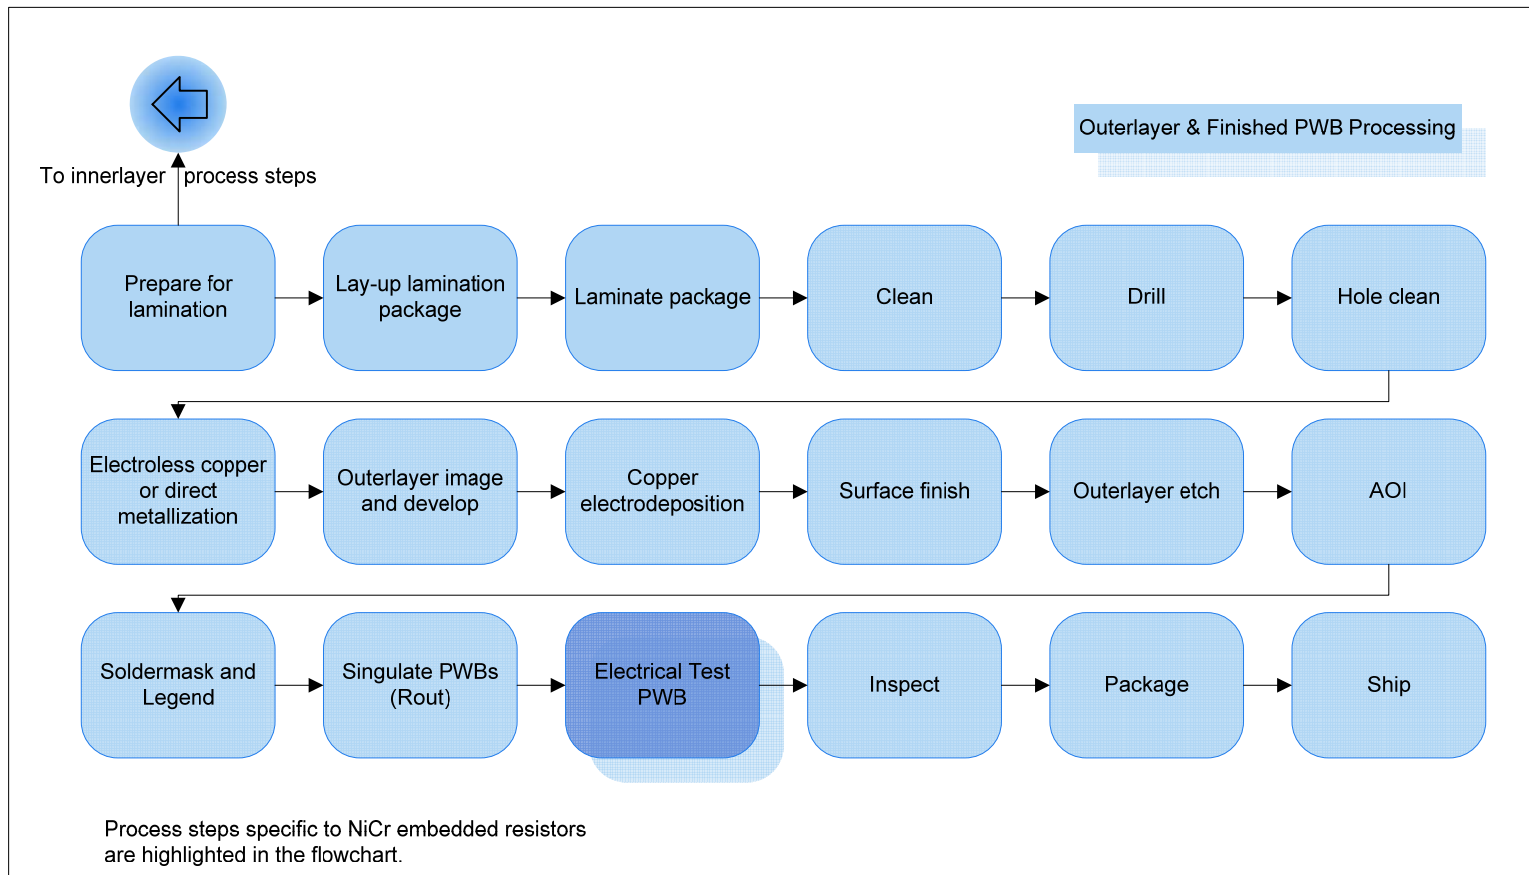 Outerlayer & Finished PWB Processing
To innerlayer process steps
Prepare for
lamination
Lay-up lamination
package
Laminate package
Clean
Drill
Hole clean
Electroless copper
or direct
metallization
Outerlayer image
and develop
Copper
electrodeposition
Surface finish
Outerlayer etch
AOI
Soldermask and
Legend
Singulate PWBs
(Rout)
Electrical Test
PWB
Inspect
Package
Ship
Process steps specific to NiCr embedded resistors
are highlighted in the flowchart.